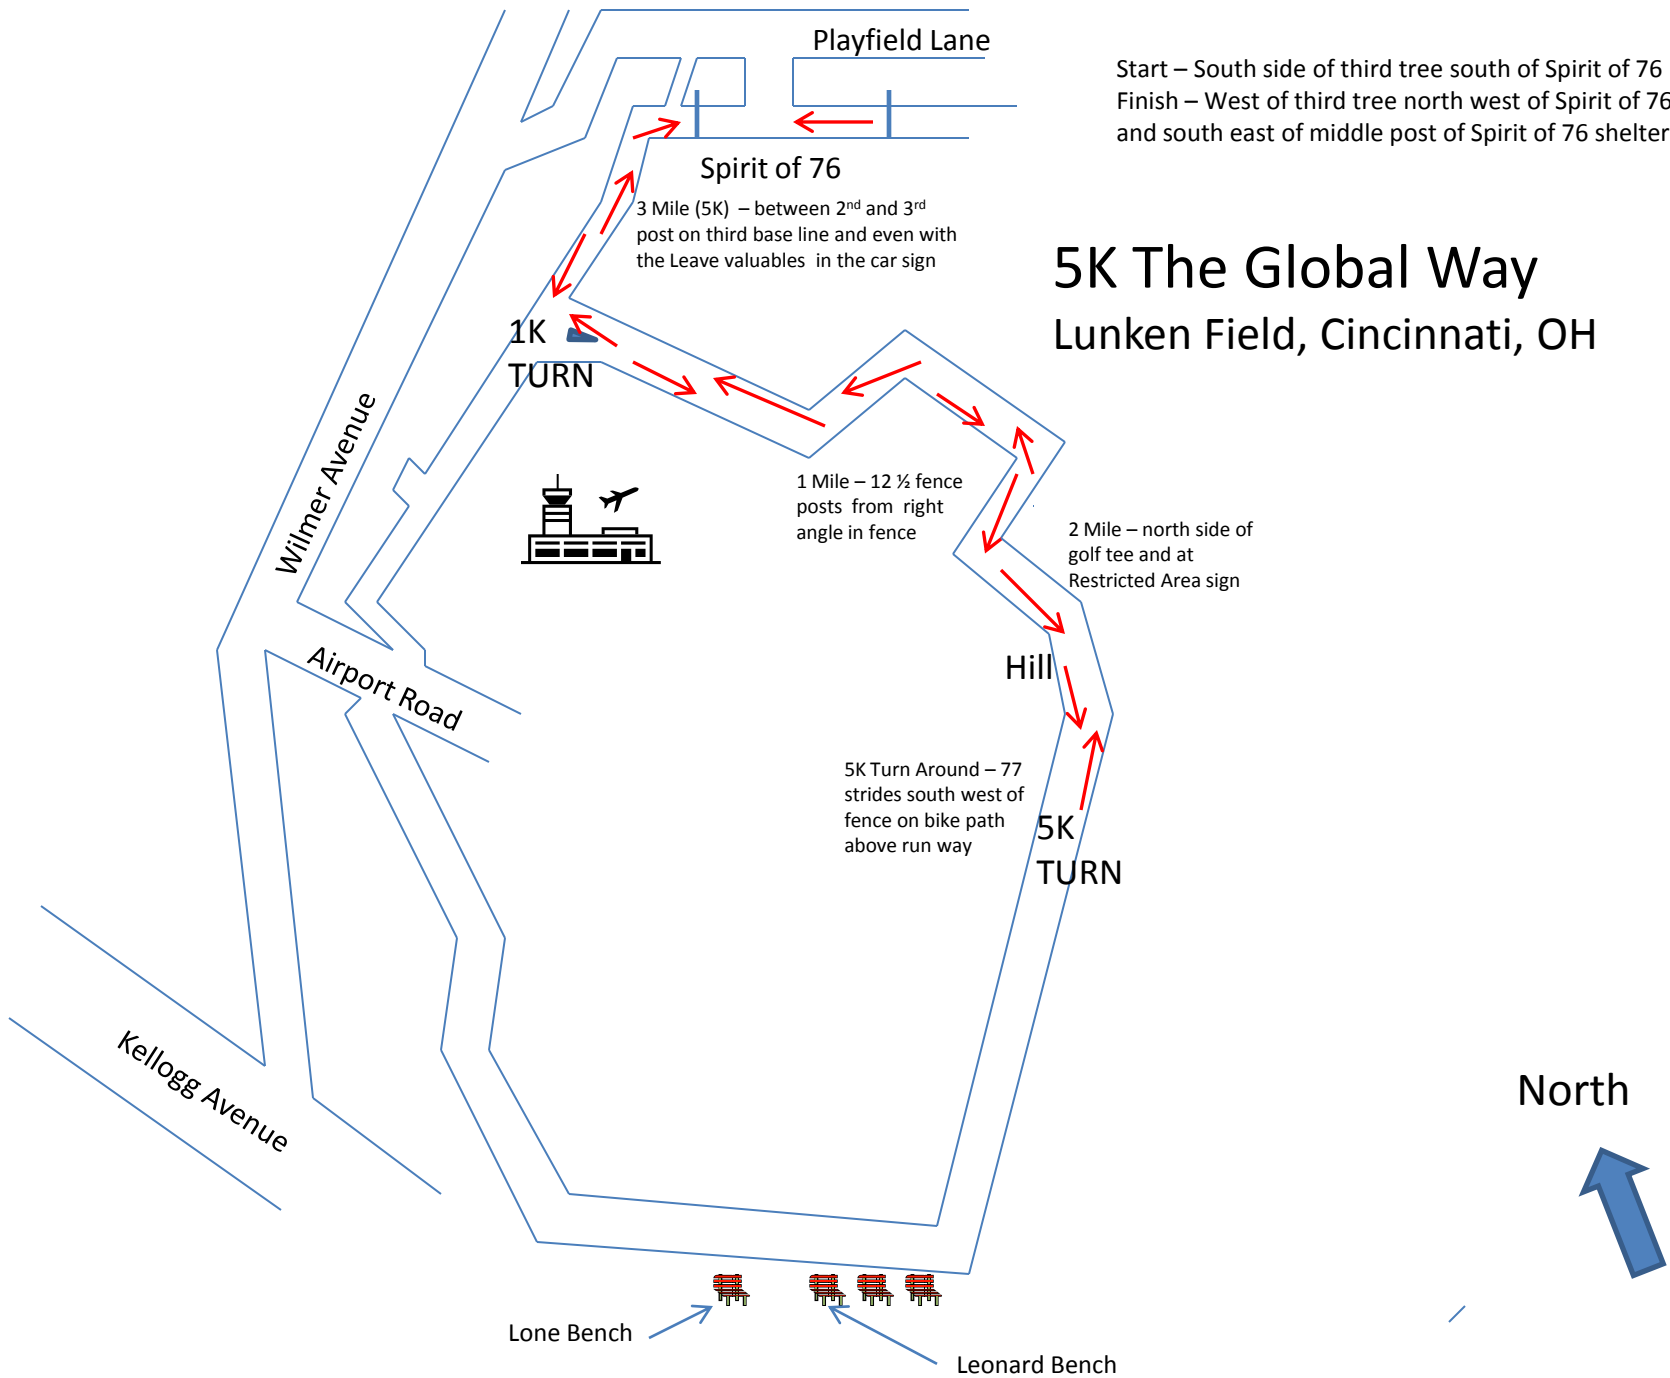 Playfield Lane
Start – South side of third tree south of Spirit of 76
Finish – West of third tree north west of Spirit of 76
and south east of middle post of Spirit of 76 shelter
Spirit of 76
3 Mile (5K) – between 2nd and 3rd
post on third base line and even with
the Leave valuables in the car sign
5K The Global Way
Lunken Field, Cincinnati, OH
1K
TURN
Wilmer Avenue
1 Mile – 12 ½ fence
posts from right
angle in fence
2 Mile – north side of
golf tee and at
Restricted Area sign
Hill
Airport Road
5K Turn Around – 77
strides south west of
fence on bike path
above run way
5K
TURN
Kellogg Avenue
North
Lone Bench
Leonard Bench